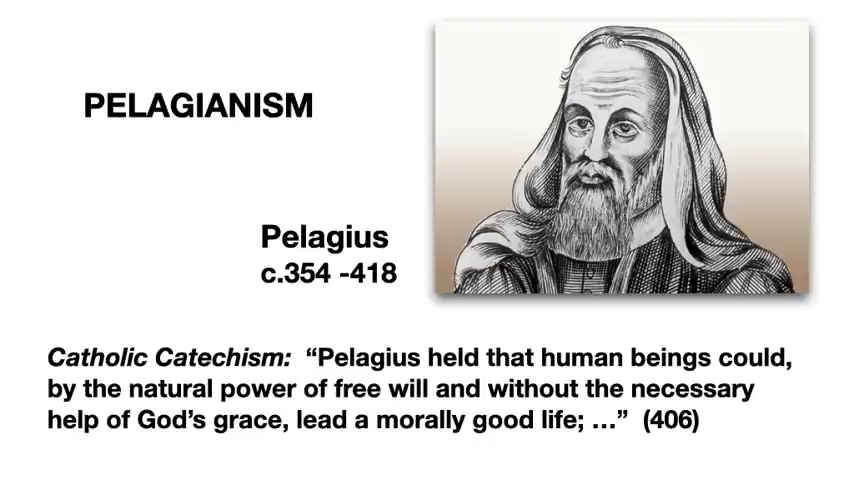 PELAGIANISM
Pelagius
c.354 -418
Catholic Catechism:  “Pelagius held that human beings could,
by the natural power of free will and without the necessary
help of God’s grace, lead a morally good life; …”  (406)